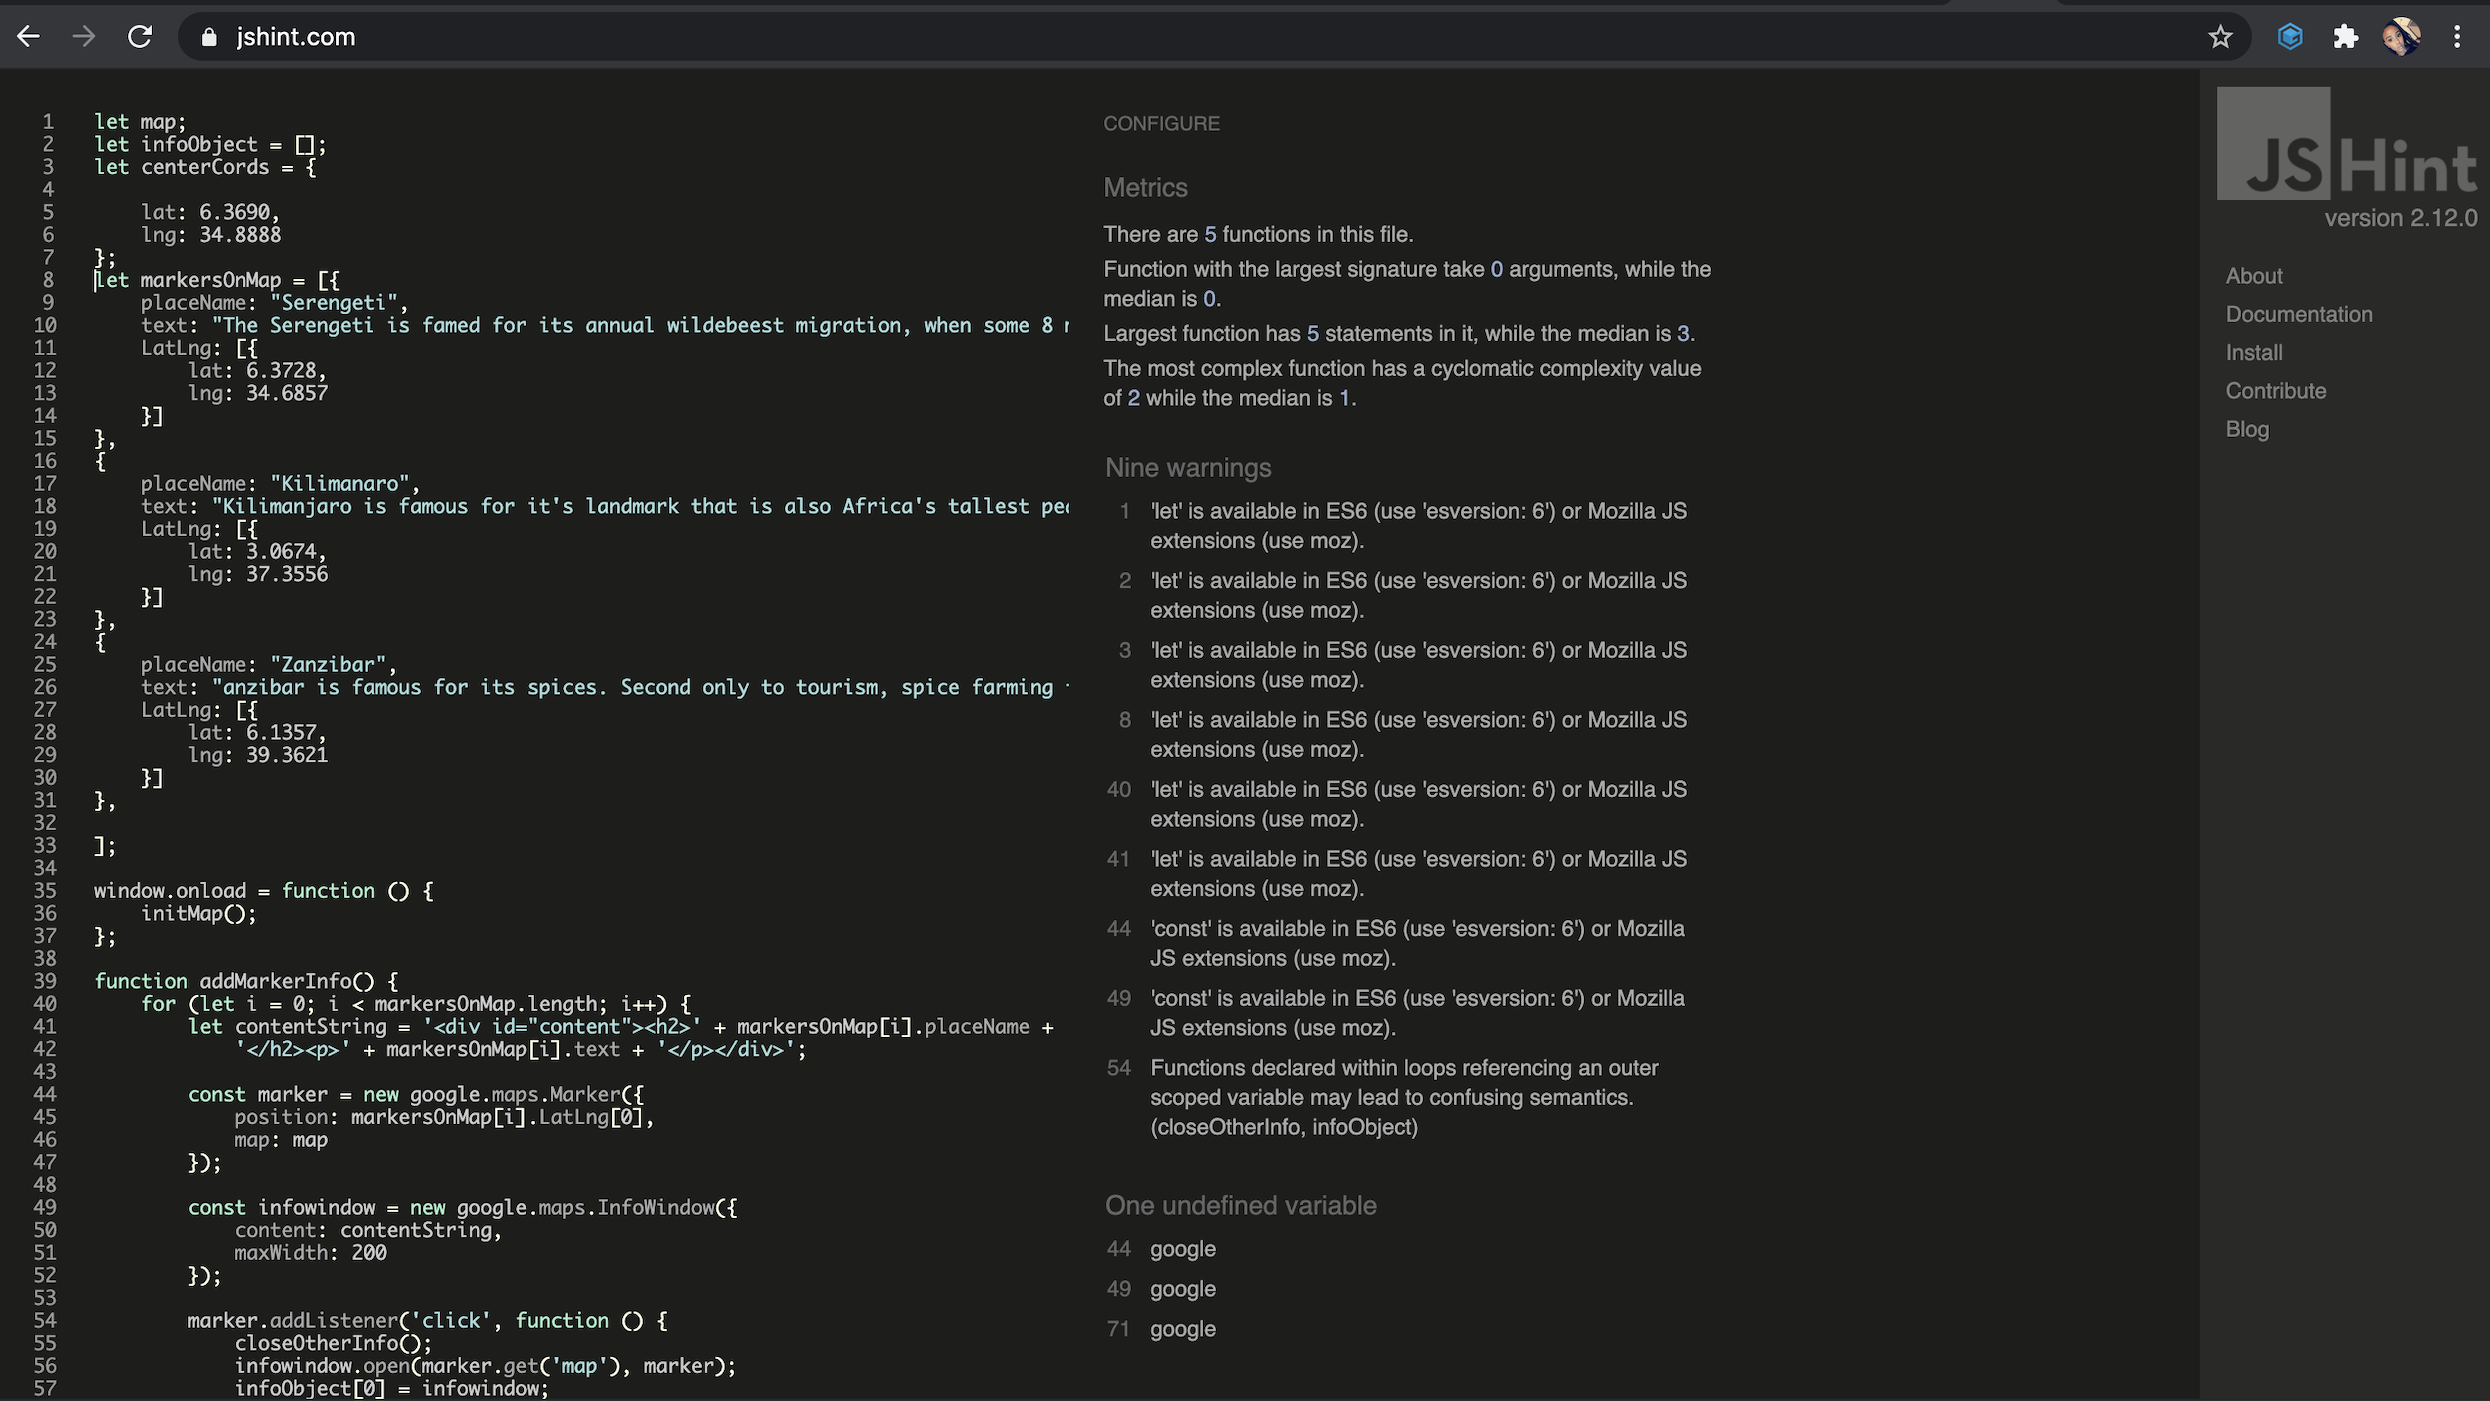 jshint.com
1 let map;
2 let infoObject = [];
3 let centerCords = {
4
5 lat: 6.3690,
6 lng: 34.8888
7 };
8 let markersOnMap = [{
9 placeName: "Serengeti",
10 text: "The Serengeti is famed for its annual wildebeest migration, when some 8
11 LatLng: [{
12 lat: 6.3728,
13 lng: 34.6857
14 }]
15 },
16 {
17 placeName: "Kilimanaro",
18 text: "Kilimanjaro is famous for it's landmark that is also Africa's tallest
19 LatLng: [{
20 lat: 3.0674,
21 lng: 37.3556
22 }]
23 },
24 {
25 placeName: "Zanzibar",
26 text: "anzibar is famous for its spices. Second only to tourism, spice farming
27 LatLng: [{
28 lat: 6.1357,
29 lng: 39.3621
30 }]
31 },
32
33 ];
34
35 window.onload = function () {
36 initMap();
37 };
38
39 function addMarkerInfo() {
40 for (let i = 0; i < markersOnMap.length; i++) {
41 let contentString = '<div id="content"><h2>' + markersOnMap[i].placeName +
42 '</h2><p>' + markersOnMap[i].text + '</p></div>';
43
44 const marker = new google.maps.Marker({
45 position: markersOnMap[i].LatLng[0],
46 map: map
47 });
48
49 const infowindow = new google.maps.InfoWindow({
50 content: contentString,
51 maxWidth: 200
52 });
53
54 marker.addListener('click', function () {
55 closeOtherInfo();
56 infowindow.open(marker.get('map'), marker);
57 infoObject[0] = infowindow;
CONFIGURE
Metrics
There are 5 functions in this file.
Function with the largest signature take 0 arguments, while the
median is 0.
Largest function has 5 statements in it, while the median is 3.
The most complex function has a cyclomatic complexity value
of 2 while the median is 1.
Nine warnings
1 'let' is available in ES6 (use 'esversion: 6') or Mozilla JS
extensions (use moz).
2 'let' is available in ES6 (use 'esversion: 6') or Mozilla JS
extensions (use moz).
3 'let' is available in ES6 (use 'esversion: 6') or Mozilla JS
extensions (use moz).
8 'let' is available in ES6 (use 'esversion: 6') or Mozilla JS
extensions (use moz).
40 'let' is available in ES6 (use 'esversion: 6') or Mozilla JS
extensions (use moz).
41 'let' is available in ES6 (use 'esversion: 6') or Mozilla JS
extensions (use moz).
44 'const' is available in ES6 (use 'esversion: 6') or Mozilla
JS extensions (use moz).
49 'const' is available in ES6 (use 'esversion: 6') or Mozilla
JS extensions (use moz).
54 Functions declared within loops referencing an outer
scoped variable may lead to confusing semantics.
(closeOtherInfo, infoObject)
One undefined variable
44 google
49 google
71 google
JSHint
version 2.12.0
About
Documentation
Install
Contribute
Blog